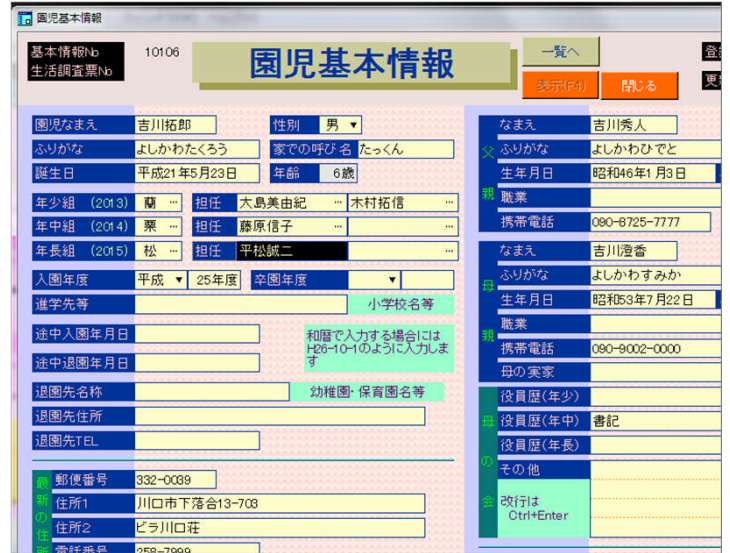 園児基本情報
基本情報No 10106
生活調査票No
園児基本情報
一覧へ
表示(F4) 閉じる
園児なまえ 吉川拓郎 性別 男
ふりがな よしかわたくろう 家での呼び名 たっくん
誕生日 平成21年5月23日 年齢 6歳
年少組 (2013) 蘭 … 担任 大島美由紀 … 木村拓信 …
年中組 (2014) 栗 … 担任 藤原信子 … …
年長組 (2015) 松 … 担任 平松誠二 …
入園年度 平成 25年度 卒園年度
進学先等 小学校名等
途中入園年月日
途中退園年月日
和暦で入力する場合には
H26-10-1のように入力しま
す
退園先名称 幼稚園・保育園名等
退園先住所
退園先TEL
最新の住所
郵便番号 332-0039
住所1 川口市下落合13-703
住所2 ビラ川口荘
電話番号 258-7999
父親
なまえ 吉川秀人
ふりがな よしかわひでと
生年月日 昭和46年1月3日
職業
携帯電話 090-8725-7777
母親
なまえ 吉川澄香
ふりがな よしかわすみか
生年月日 昭和53年7月22日
職業
携帯電話 090-9002-0000
母の実家
母の会
役員歴(年少)
役員歴(年中) 書記
役員歴(年長)
その他
改行は
Ctrl+Enter